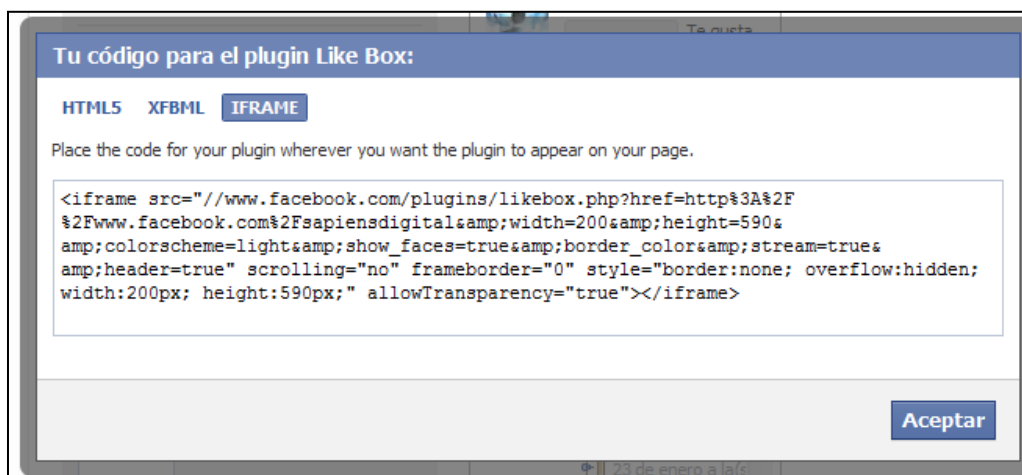 Te gusta
Tu código para el plugin Like Box:
HTML5 XFBML IFRAME
Place the code for your plugin wherever you want the plugin to appear on your page.
<iframe src="//www.facebook.com/plugins/likebox.php?href=http%3A%2F
%2Fwww.facebook.com%2Fsapiensdigital&amp;width=200&amp;height=590&
amp;colorscheme=light&amp;show_faces=true&amp;border_color&amp;stream=true&
amp;header=true" scrolling="no" frameborder="0" style="border:none; overflow:hidden;
width:200px; height:590px;" allowTransparency="true"></iframe>
Aceptar
23 de enero a la(s